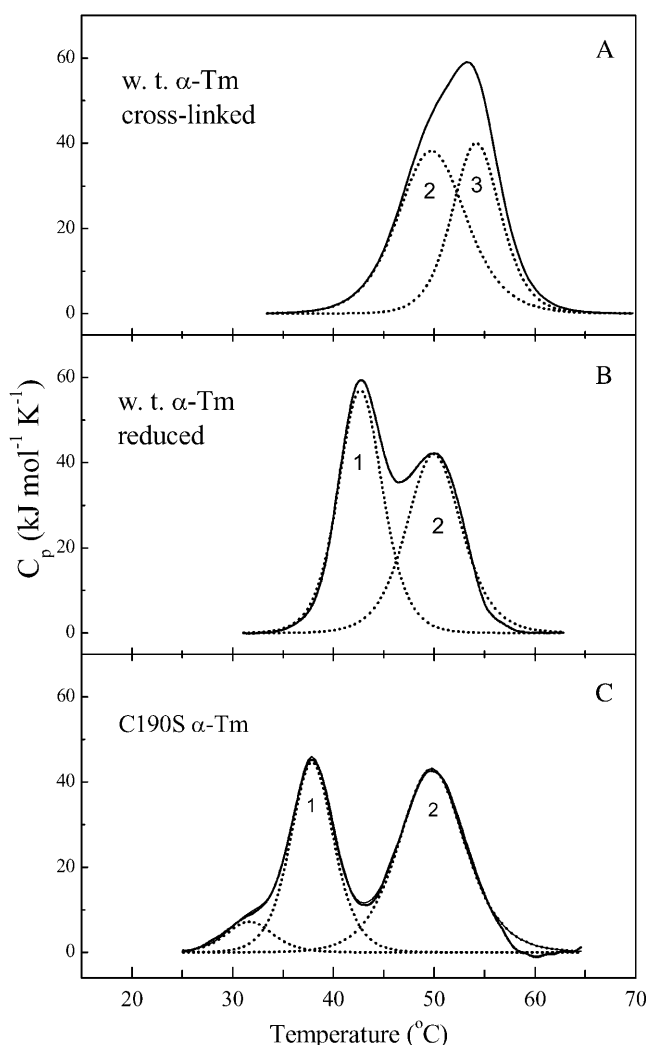 A
w. t. α-Tm
cross-linked
60
40
20
0
2
3
B
w. t. α-Tm
reduced
60
40
20
0
1
2
C
C190S α-Tm
60
40
20
0
1
2
Cp (kJ mol⁻¹ K⁻¹)
20 30 40 50 60 70
Temperature (°C)